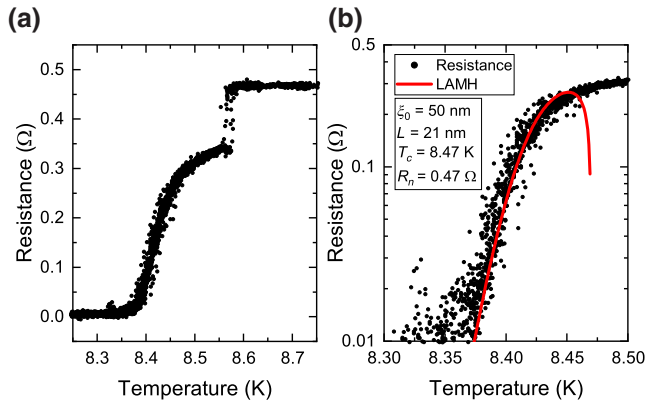 (a)
0.5
0.4
0.3
0.2
0.1
0.0
Resistance (Ω)
8.3 8.4 8.5 8.6 8.7
Temperature (K)
(b)
0.5
0.1
0.01
Resistance (Ω)
Resistance
LAMH
ξ0 = 50 nm
L = 21 nm
Tc = 8.47 K
Rn = 0.47 Ω
8.30 8.35 8.40 8.45 8.50
Temperature (K)